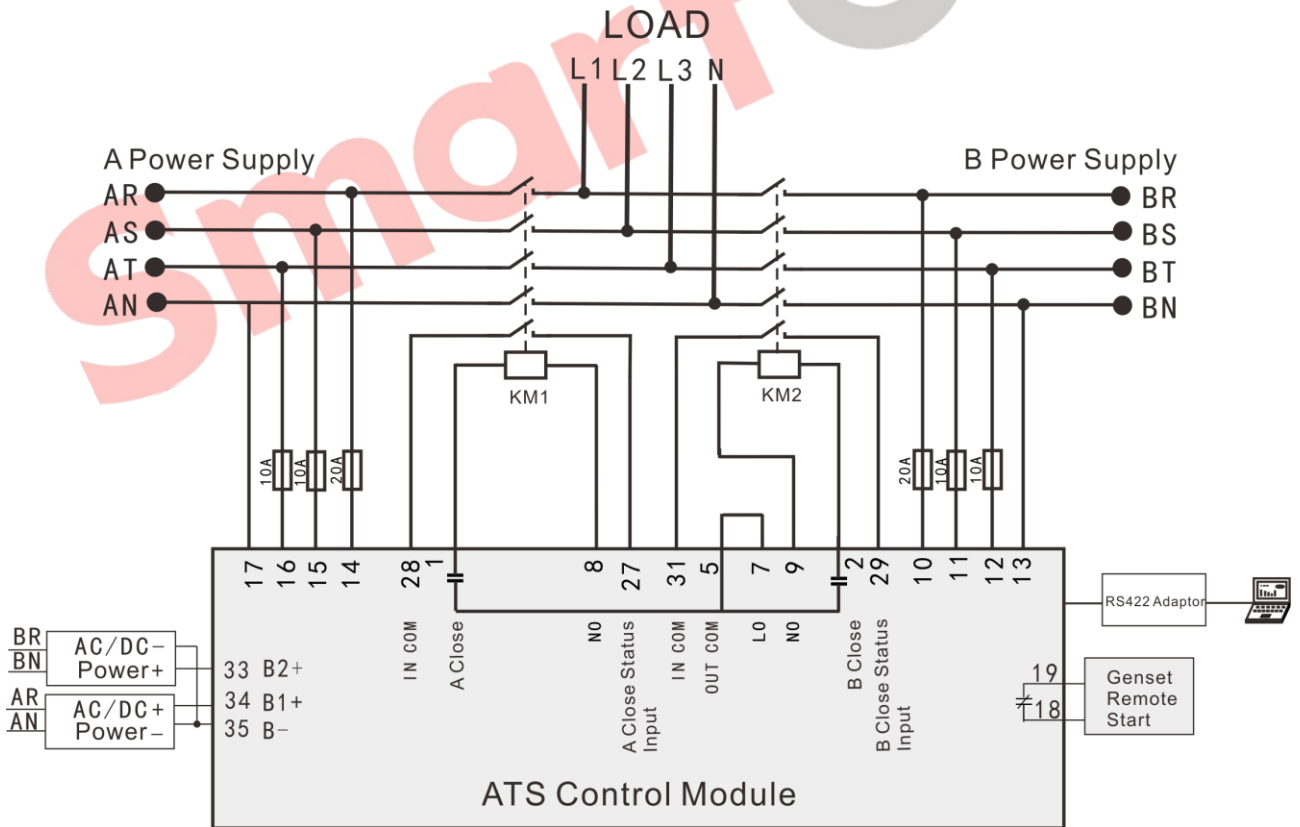 Smart
LOAD
L1 L2 L3 N
A Power Supply
B Power Supply
AR
BR
AS
BS
AT
BT
AN
BN
KM1
KM2
10A
10A
20A
20A
10A
10A
17
16
15
14
28
1
8
27
31
5
7
9
2
29
10
11
12
13
IN COM
A Close
NO
A Close Status
Input
IN COM
OUT COM
LO
NO
B Close
B Close Status
Input
RS422 Adaptor
BR
BN
AC/DC－
Power+
33 B2+
AR
AN
AC/DC+
Power－
34 B1+
35 B－
19
18
Genset
Remote
Start
ATS Control Module